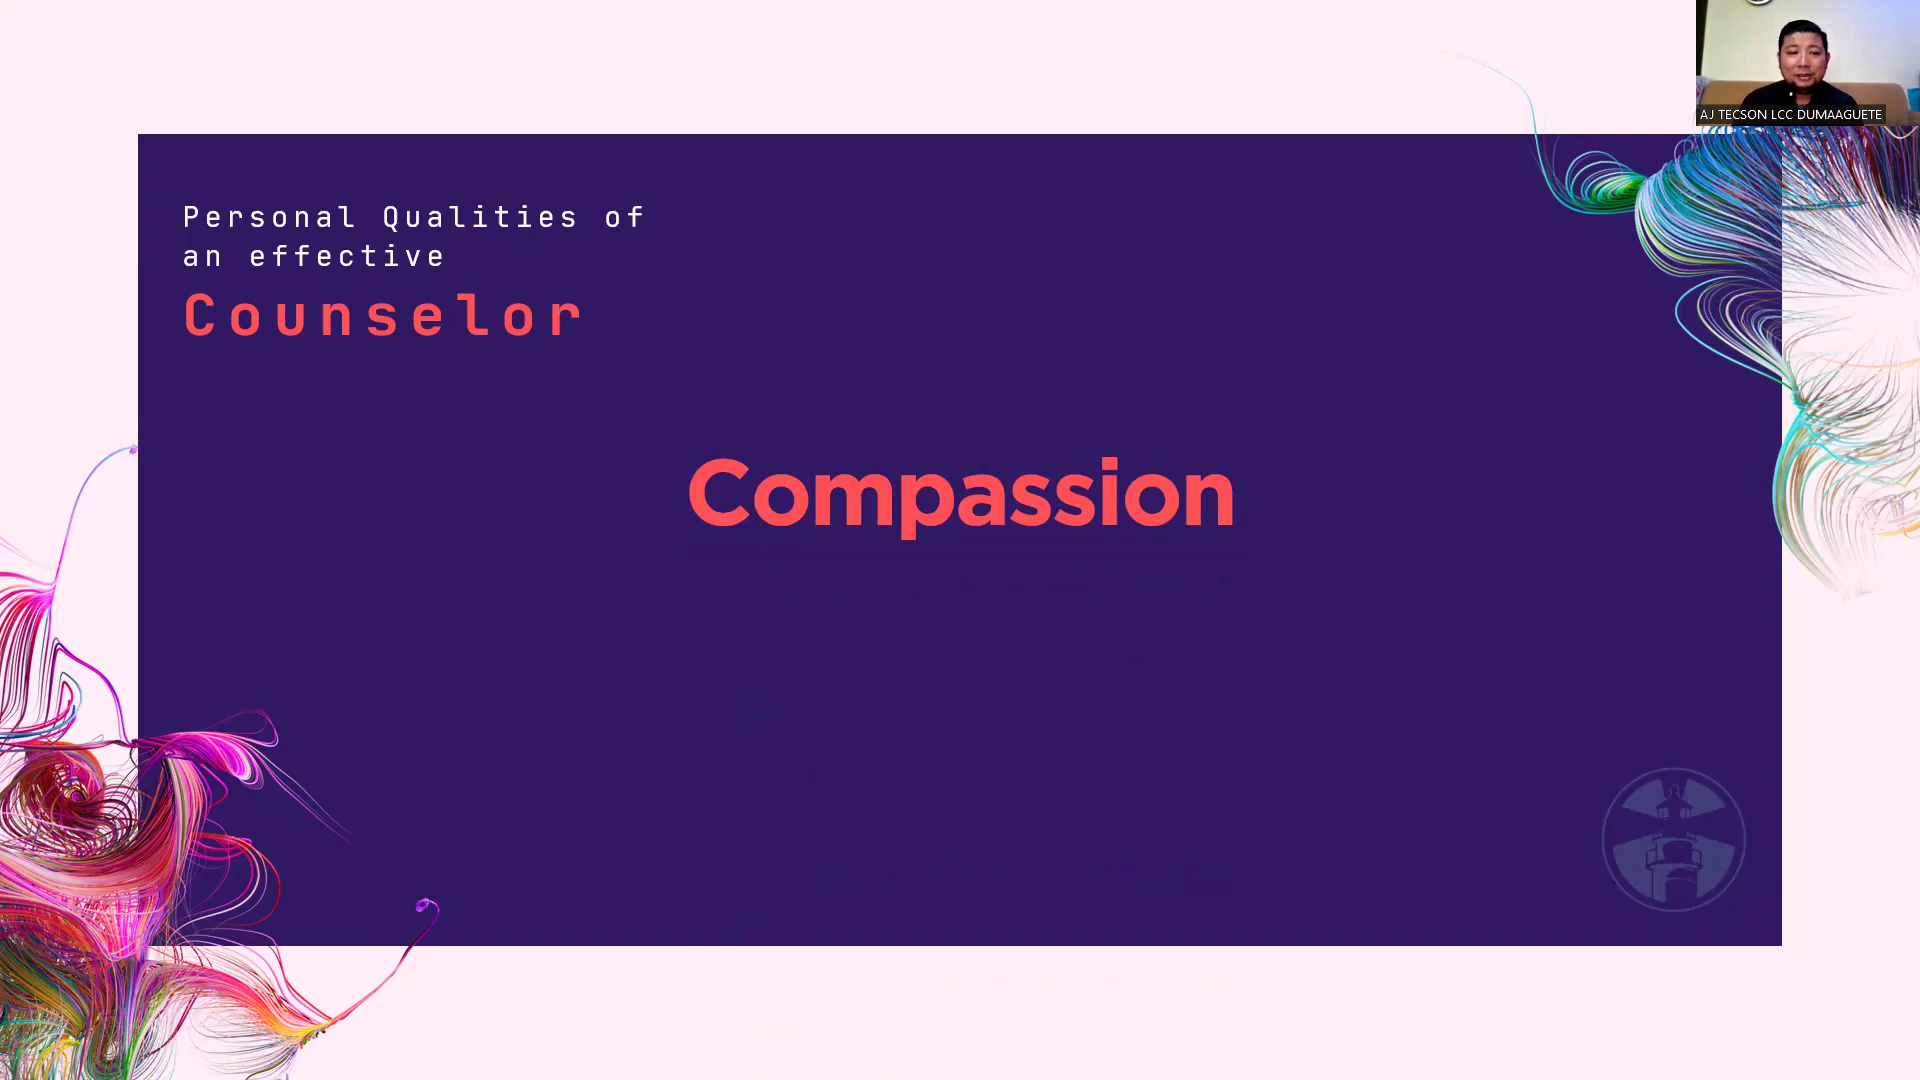 AJ TECSON LCC DUMAAGUETE
Personal Qualities of
an effective
Counselor
Compassion